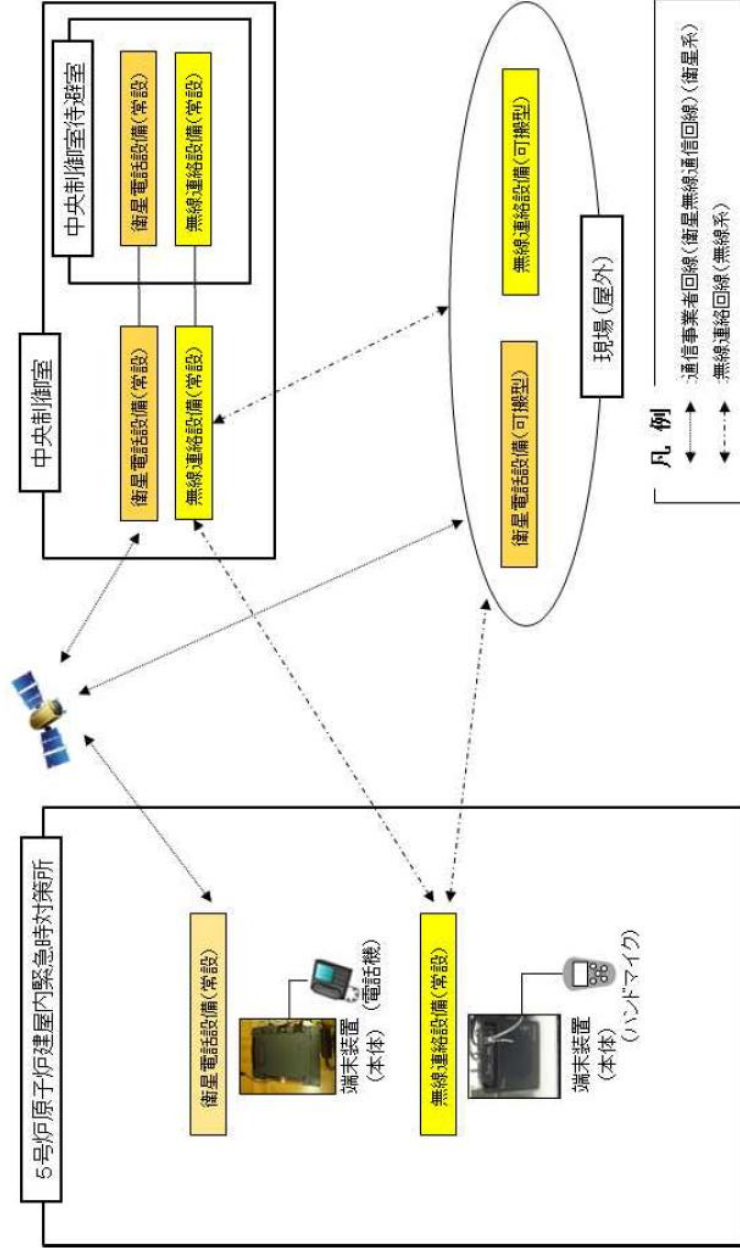 5号炉原子炉建屋内緊急時対策所
衛星電話設備(常設)
端末装置
(本体)
(電話機)
無線連絡設備(常設)
端末装置
(本体)
(ハンドマイク)
中央制御室
中央制御室待避室
衛星電話設備(常設)
衛星電話設備(常設)
無線連絡設備(常設)
無線連絡設備(常設)
衛星電話設備(可搬型)
無線連絡設備(可搬型)
現場(屋外)
凡 例
:通信事業者回線(衛星無線通信回線)(衛星系)
:無線連絡回線(無線系)